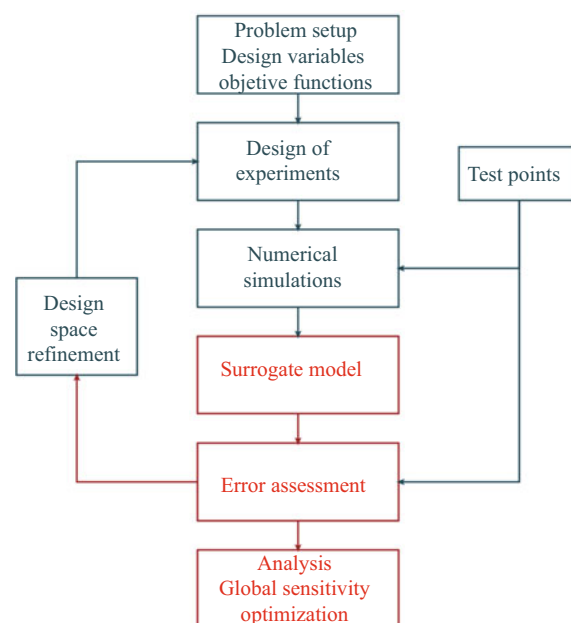 Problem setup
Design variables
objetive functions
Design of
experiments
Test points
Numerical
simulations
Design
space
refinement
Surrogate model
Error assessment
Analysis
Global sensitivity
optimization